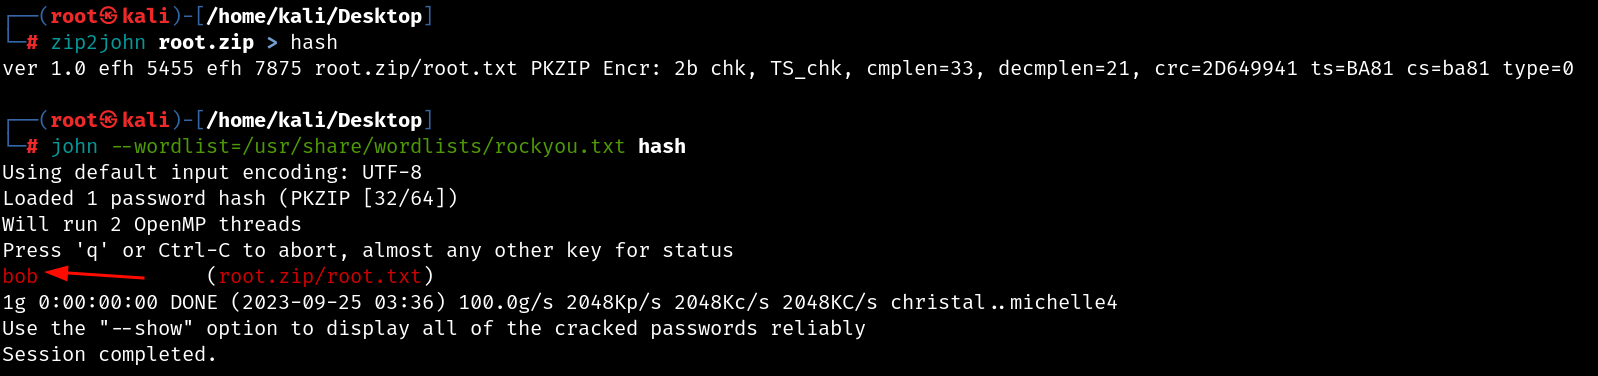 ┌──(root㉿kali)-[/home/kali/Desktop]
└─# zip2john root.zip > hash
ver 1.0 efh 5455 efh 7875 root.zip/root.txt PKZIP Encr: 2b chk, TS_chk, cmplen=33, decmplen=21, crc=2D649941 ts=BA81 cs=ba81 type=0
┌──(root㉿kali)-[/home/kali/Desktop]
└─# john --wordlist=/usr/share/wordlists/rockyou.txt hash
Using default input encoding: UTF-8
Loaded 1 password hash (PKZIP [32/64])
Will run 2 OpenMP threads
Press 'q' or Ctrl-C to abort, almost any other key for status
bob (root.zip/root.txt)
1g 0:00:00:00 DONE (2023-09-25 03:36) 100.0g/s 2048Kp/s 2048Kc/s 2048KC/s christal..michelle4
Use the "--show" option to display all of the cracked passwords reliably
Session completed.